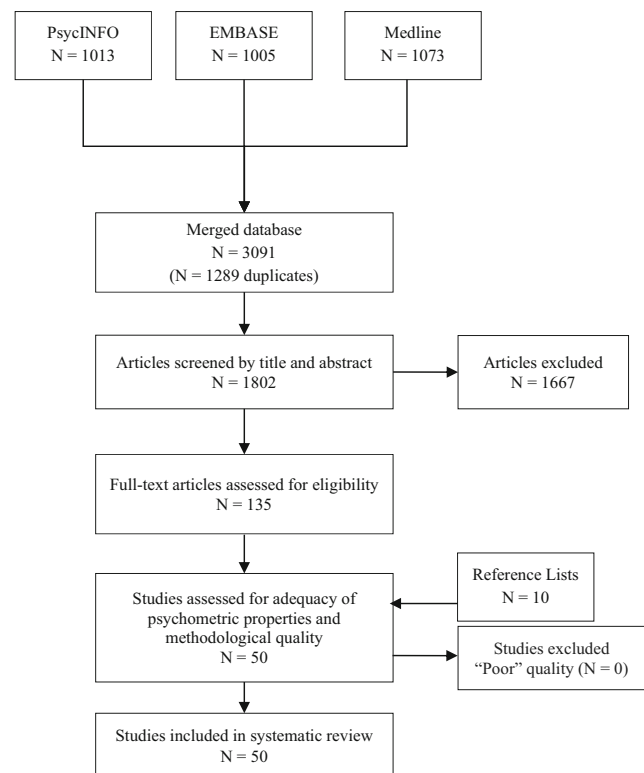 PsycINFO
N = 1013
EMBASE
N = 1005
Medline
N = 1073
Merged database
N = 3091
(N = 1289 duplicates)
Articles screened by title and abstract
N = 1802
Articles excluded
N = 1667
Full-text articles assessed for eligibility
N = 135
Reference Lists
N = 10
Studies assessed for adequacy of
psychometric properties and
methodological quality
N = 50
Studies excluded
“Poor” quality (N = 0)
Studies included in systematic review
N = 50